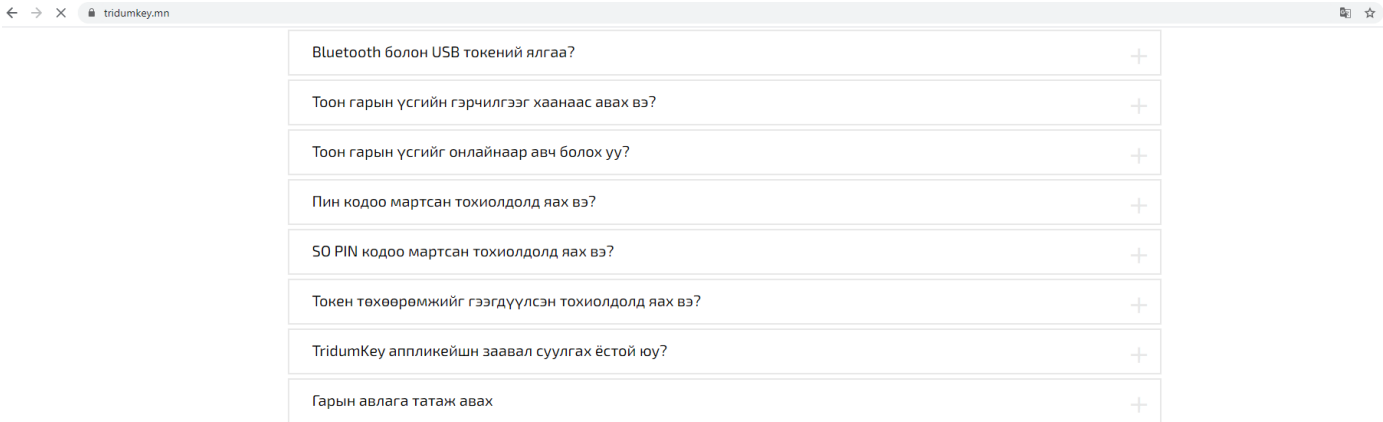 tridumkey.mn
Bluetooth болон USB токений ялгаа?
Тоон гарын үсгийн гэрчилгээг хаанаас авах вэ?
Тоон гарын үсгийг онлайнаар авч болох уу?
Пин кодоо мартсан тохиолдолд яах вэ?
SO PIN кодоо мартсан тохиолдолд яах вэ?
Токен төхөөрөмжийг гээгдүүлсэн тохиолдолд яах вэ?
TridumKey аппликейшн заавал суулгах ёстой юу?
Гарын авлага татаж авах